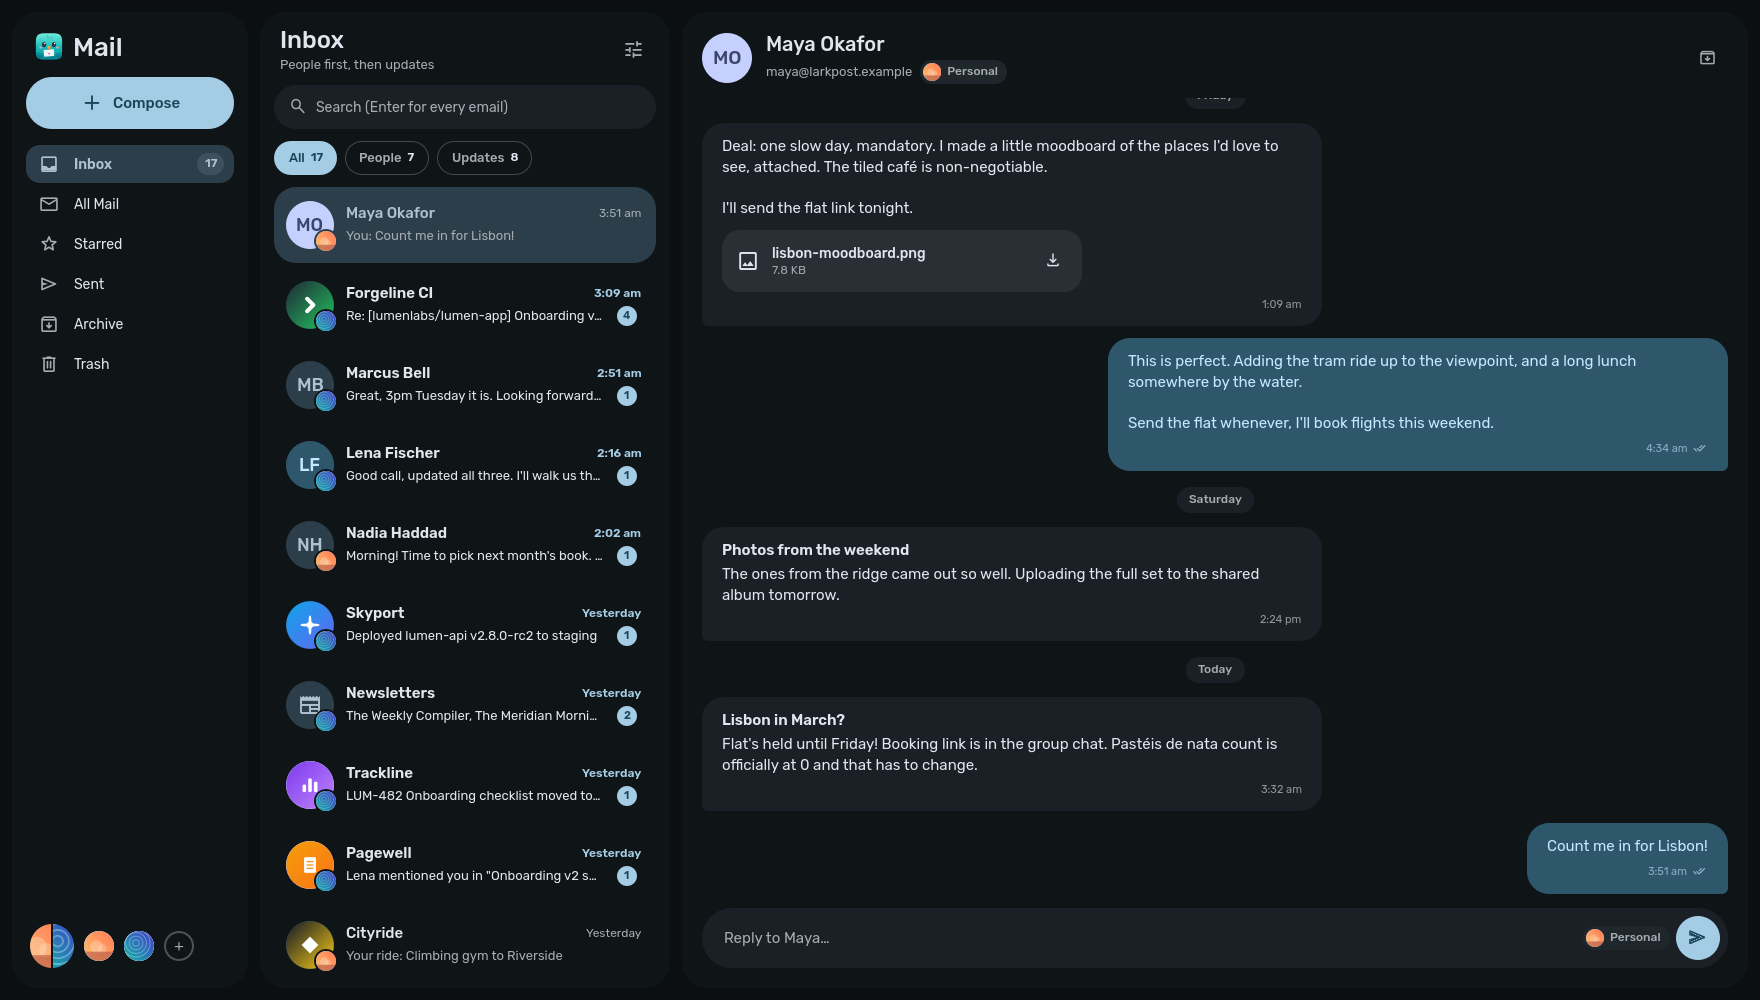 Mail
Compose
Inbox 17
All Mail
Starred
Sent
Archive
Trash
Inbox
People first, then updates
Search (Enter for every email)
All 17 People 7 Updates 8
MO Maya Okafor 3:51 am
You: Count me in for Lisbon!
Forgeline CI 3:09 am
Re: [lumenlabs/lumen-app] Onboarding v... 4
MB Marcus Bell 2:51 am
Great, 3pm Tuesday it is. Looking forward... 1
LF Lena Fischer 2:16 am
Good call, updated all three. I'll walk us th... 1
NH Nadia Haddad 2:02 am
Morning! Time to pick next month's book. ... 1
Skyport Yesterday
Deployed lumen-api v2.8.0-rc2 to staging 1
Newsletters Yesterday
The Weekly Compiler, The Meridian Morni... 2
Trackline Yesterday
LUM-482 Onboarding checklist moved to... 1
Pagewell Yesterday
Lena mentioned you in "Onboarding v2 s... 1
Cityride Yesterday
Your ride: Climbing gym to Riverside
MO Maya Okafor
maya@larkpost.example Personal
Deal: one slow day, mandatory. I made a little moodboard of the places I'd love to
see, attached. The tiled café is non-negotiable.
I'll send the flat link tonight.
lisbon-moodboard.png
7.8 KB
1:09 am
This is perfect. Adding the tram ride up to the viewpoint, and a long lunch
somewhere by the water.
Send the flat whenever, I'll book flights this weekend.
4:34 am
Saturday
Photos from the weekend
The ones from the ridge came out so well. Uploading the full set to the shared
album tomorrow.
2:24 pm
Today
Lisbon in March?
Flat's held until Friday! Booking link is in the group chat. Pastéis de nata count is
officially at 0 and that has to change.
3:32 am
Count me in for Lisbon!
3:51 am
Reply to Maya... Personal